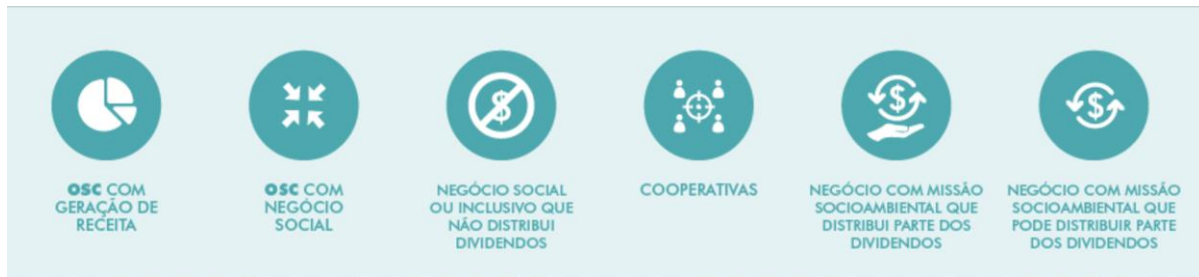 OSC COM
GERAÇÃO DE
RECEITA
OSC COM
NEGÓCIO
SOCIAL
NEGÓCIO SOCIAL
OU INCLUSIVO QUE
NÃO DISTRIBUI
DIVIDENDOS
COOPERATIVAS
NEGÓCIO COM MISSÃO
SOCIOAMBIENTAL QUE
DISTRIBUI PARTE DOS
DIVIDENDOS
NEGÓCIO COM MISSÃO
SOCIOAMBIENTAL QUE
PODE DISTRIBUIR PARTE
DOS DIVIDENDOS